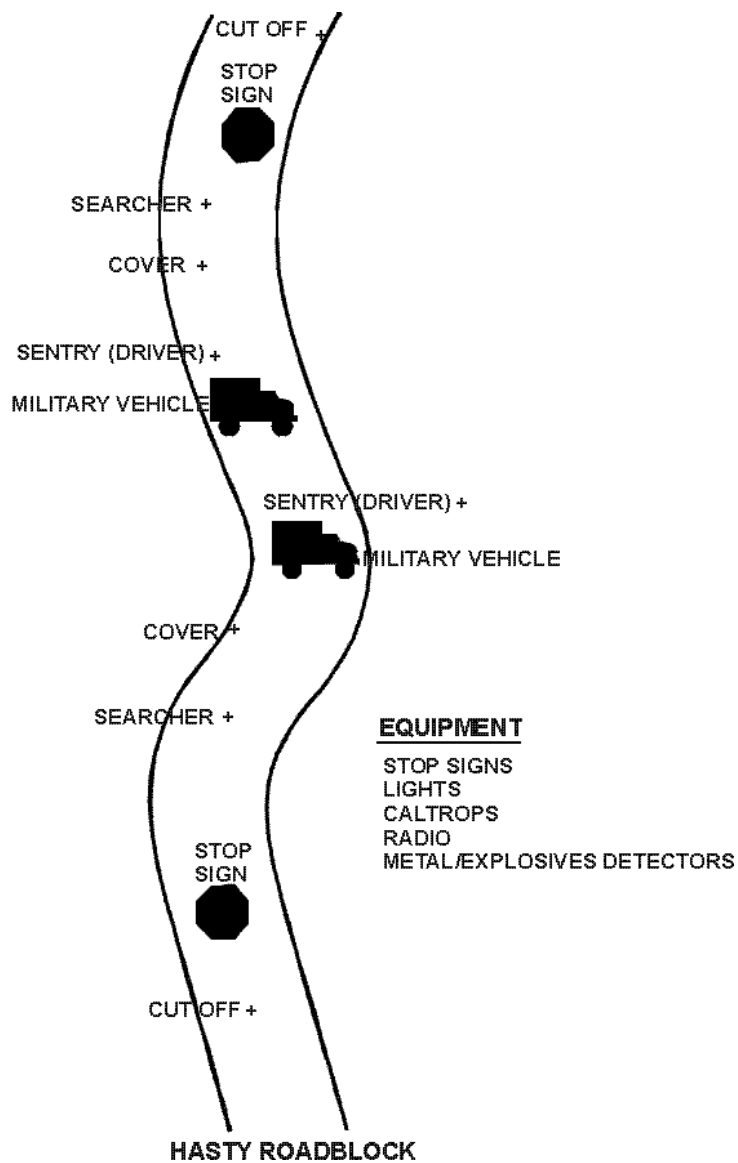 CUT OFF +
STOP
SIGN
SEARCHER +
COVER +
SENTRY (DRIVER) +
MILITARY VEHICLE
SENTRY (DRIVER) +
MILITARY VEHICLE
COVER +
SEARCHER +
EQUIPMENT
STOP SIGNS
LIGHTS
CALTROPS
RADIO
METAL/EXPLOSIVES DETECTORS
STOP
SIGN
CUT OFF +
HASTY ROADBLOCK